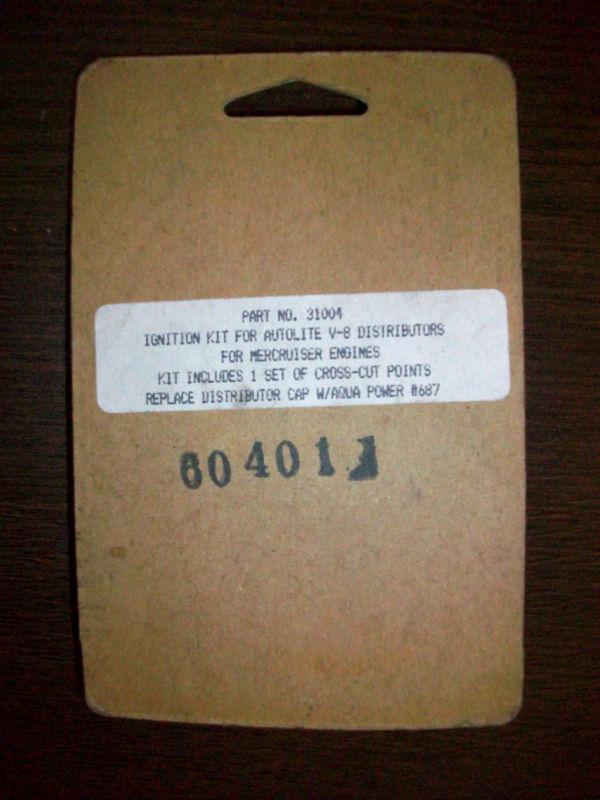 PART NO. 31004
IGNITION KIT FOR AUTOLITE V-8 DISTRIBUTORS
FOR MERCRUISER ENGINES
KIT INCLUDES 1 SET OF CROSS-CUT POINTS
REPLACE DISTRIBUTOR CAP W/AQUA POWER #687
604011